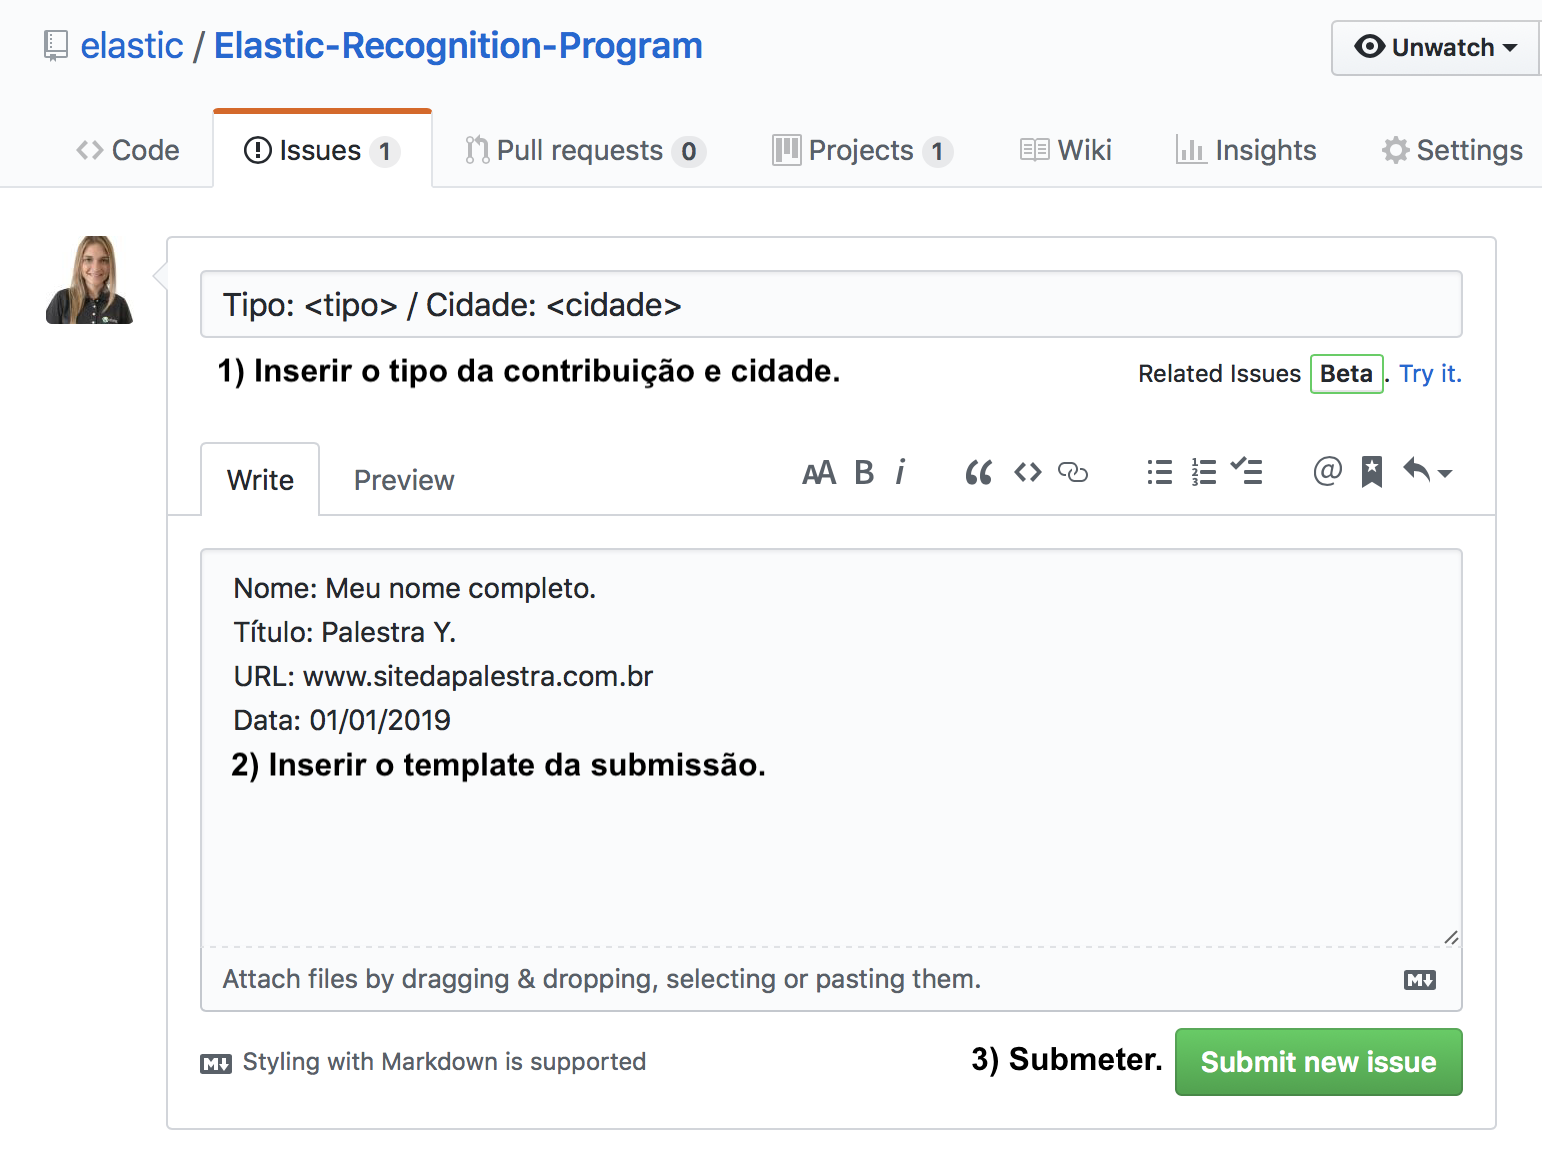 elastic / Elastic-Recognition-Program
Unwatch
Code
Issues 1
Pull requests 0
Projects 1
Wiki
Insights
Settings
Tipo: <tipo> / Cidade: <cidade>
1) Inserir o tipo da contribuição e cidade.
Related Issues Beta. Try it.
Write
Preview
AA B i
Nome: Meu nome completo.
Título: Palestra Y.
URL: www.sitedapalestra.com.br
Data: 01/01/2019
2) Inserir o template da submissão.
Attach files by dragging & dropping, selecting or pasting them.
Styling with Markdown is supported
3) Submeter.
Submit new issue